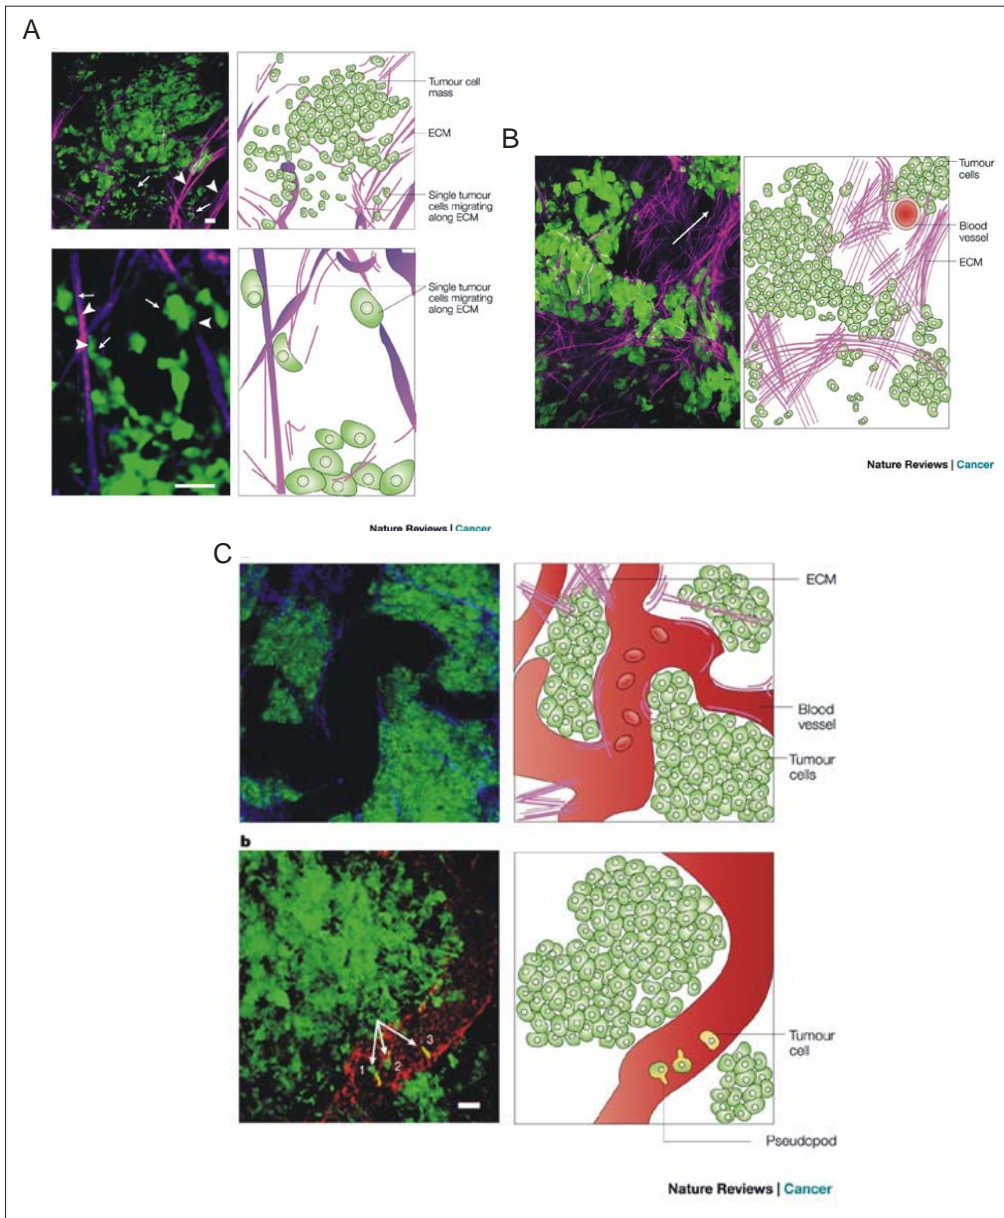 A
Tumour cell
mass
ECM
Single tumour
cells migrating
along ECM
Single tumour
cells migrating
along ECM
Nature Reviews | Cancer
B
Tumour
cells
Blood
vessel
ECM
Nature Reviews | Cancer
C
ECM
Blood
vessel
Tumour
cells
b
1
2
3
Tumour
cell
Pseudopod
Nature Reviews | Cancer